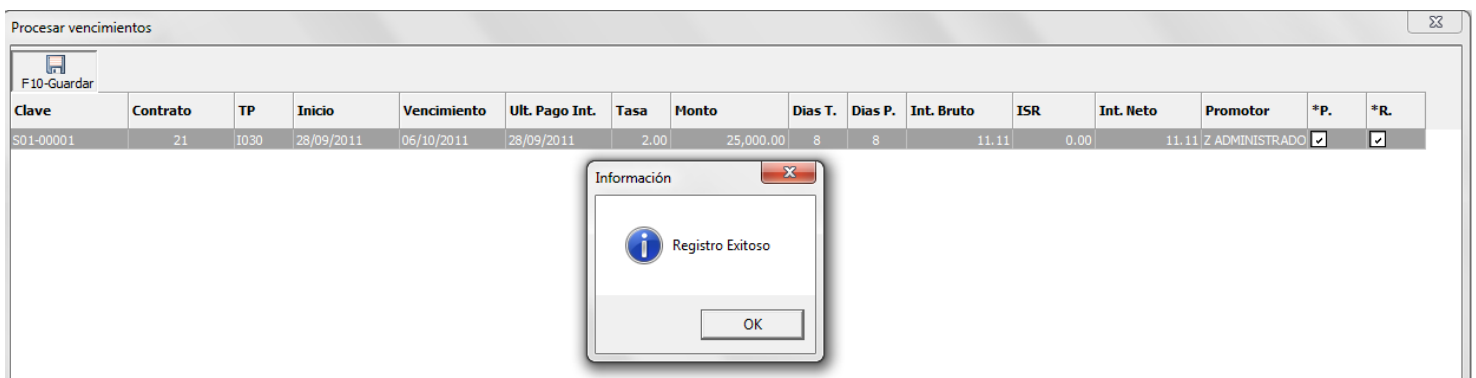 Procesar vencimientos
F10-Guardar
Clave Contrato TP Inicio Vencimiento Ult. Pago Int. Tasa Monto Dias T. Dias P. Int. Bruto ISR Int. Neto Promotor *P. *R.
S01-00001 21 I030 28/09/2011 06/10/2011 28/09/2011 2.00 25,000.00 8 8 11.11 0.00 11.11 Z ADMINISTRADO
Información
Registro Exitoso
OK